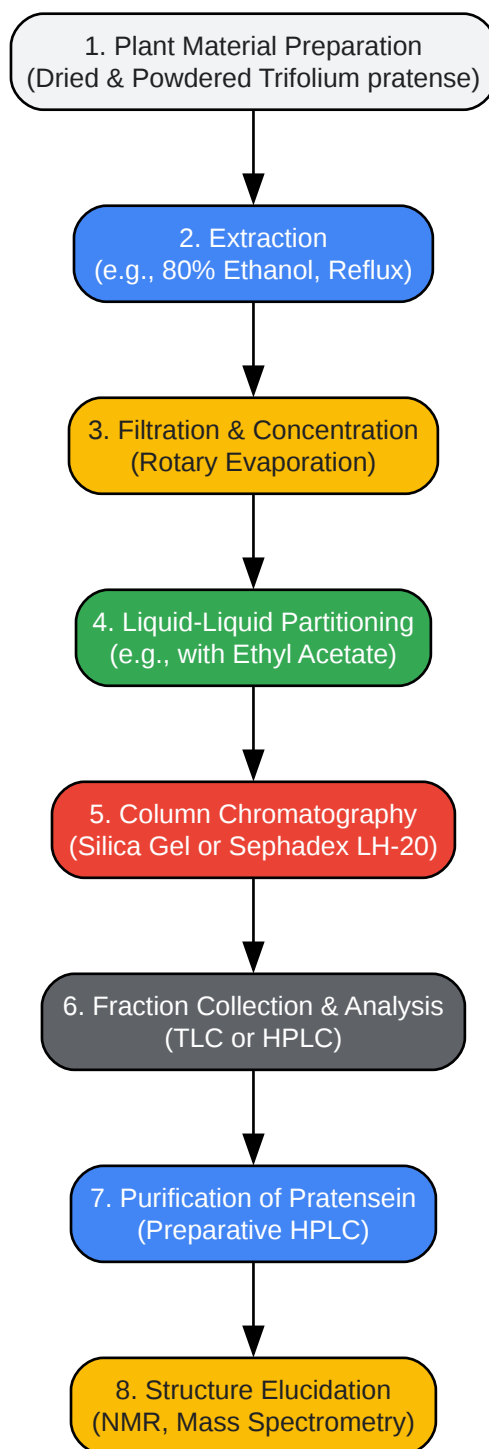 1. Plant Material Preparation
(Dried & Powdered Trifolium pratense)
2. Extraction
(e.g., 80% Ethanol, Reflux)
3. Filtration & Concentration
(Rotary Evaporation)
4. Liquid-Liquid Partitioning
(e.g., with Ethyl Acetate)
5. Column Chromatography
(Silica Gel or Sephadex LH-20)
6. Fraction Collection & Analysis
(TLC or HPLC)
7. Purification of Pratensein
(Preparative HPLC)
8. Structure Elucidation
(NMR, Mass Spectrometry)